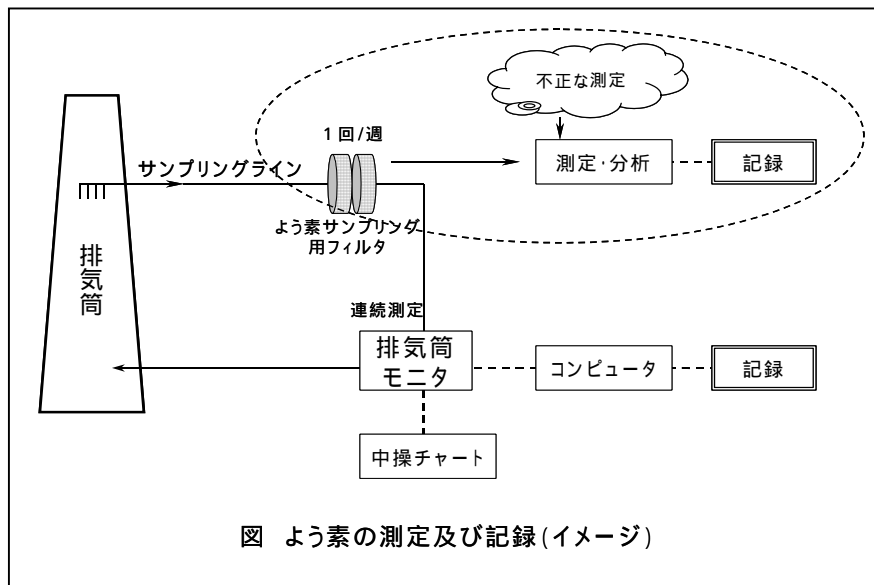 不正な測定
1回/週
測定・分析
記録
サンプリングライン
よう素サンプリング
用フィルタ
排気筒
連続測定
排気筒
モニタ
コンピュータ
記録
中操チャート
図 よう素の測定及び記録(イメージ)